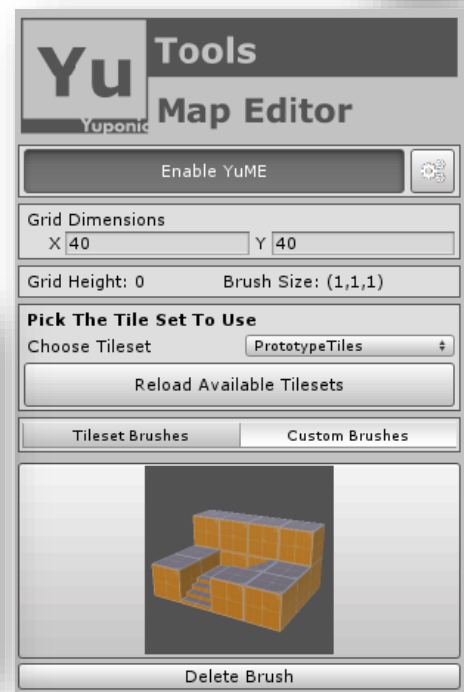 Yu Tools
Yuponic Map Editor
Enable YuME
Grid Dimensions
X 40 Y 40
Grid Height: 0 Brush Size: (1,1,1)
Pick The Tile Set To Use
Choose Tileset PrototypeTiles
Reload Available Tilesets
Tileset Brushes Custom Brushes
Delete Brush